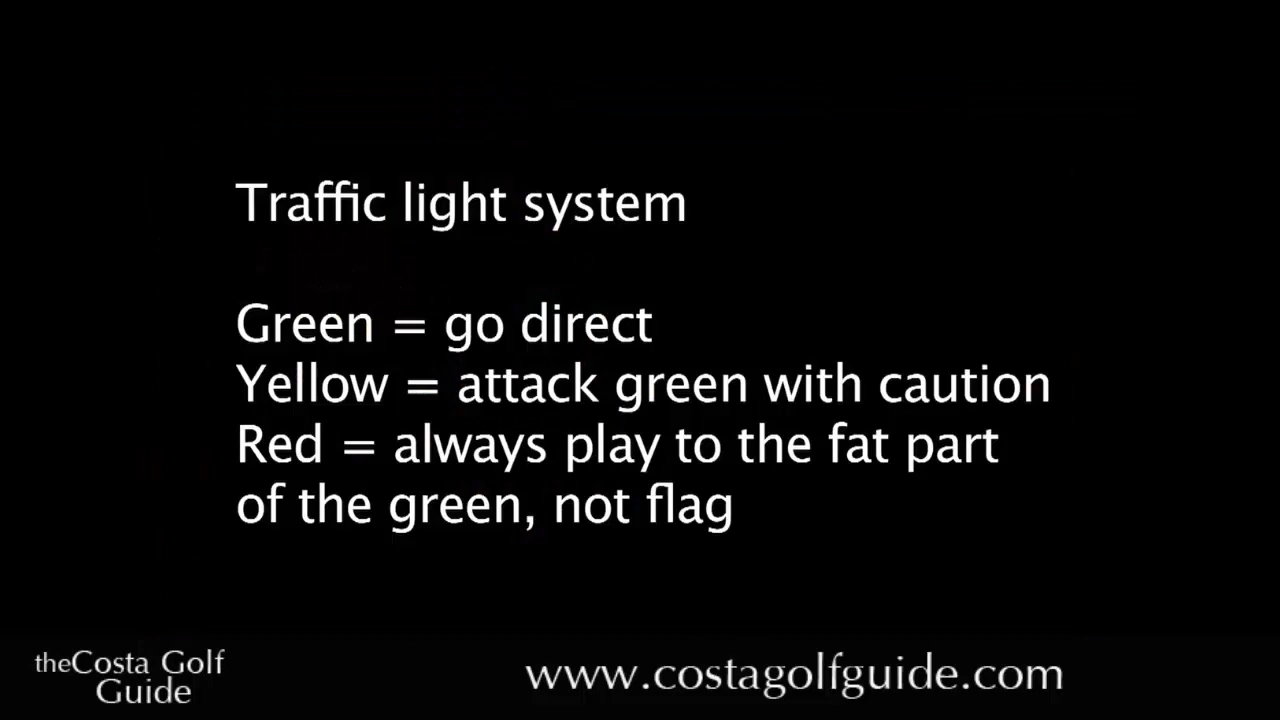 Traffic light system
Green = go direct
Yellow = attack green with caution
Red = always play to the fat part
of the green, not flag
theCosta Golf
Guide
www.costagolfguide.com